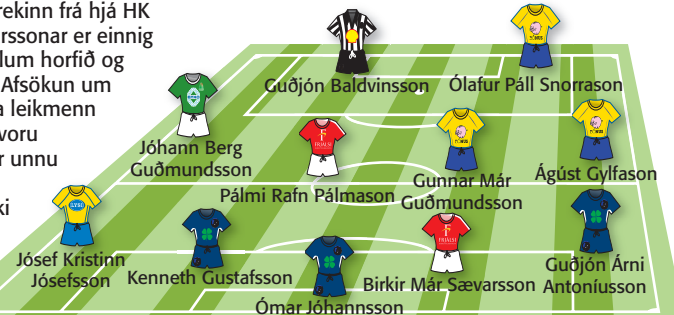 rekinn frá hjá HK
rssonar er einnig
lum horfið og
Afsökun um
a leikmenn
voru
r unnu
ki
Guðjón Baldvinsson
Ólafur Páll Snorrason
Jóhann Berg
Guðmundsson
Pálmi Rafn Pálmason
Gunnar Már
Guðmundsson
Ágúst Gylfason
Jósef Kristinn
Jósefsson
Kenneth Gustafsson
Ómar Jóhannsson
Birkir Már Sævarsson
Guðjón Árni
Antoníusson
LÝSI